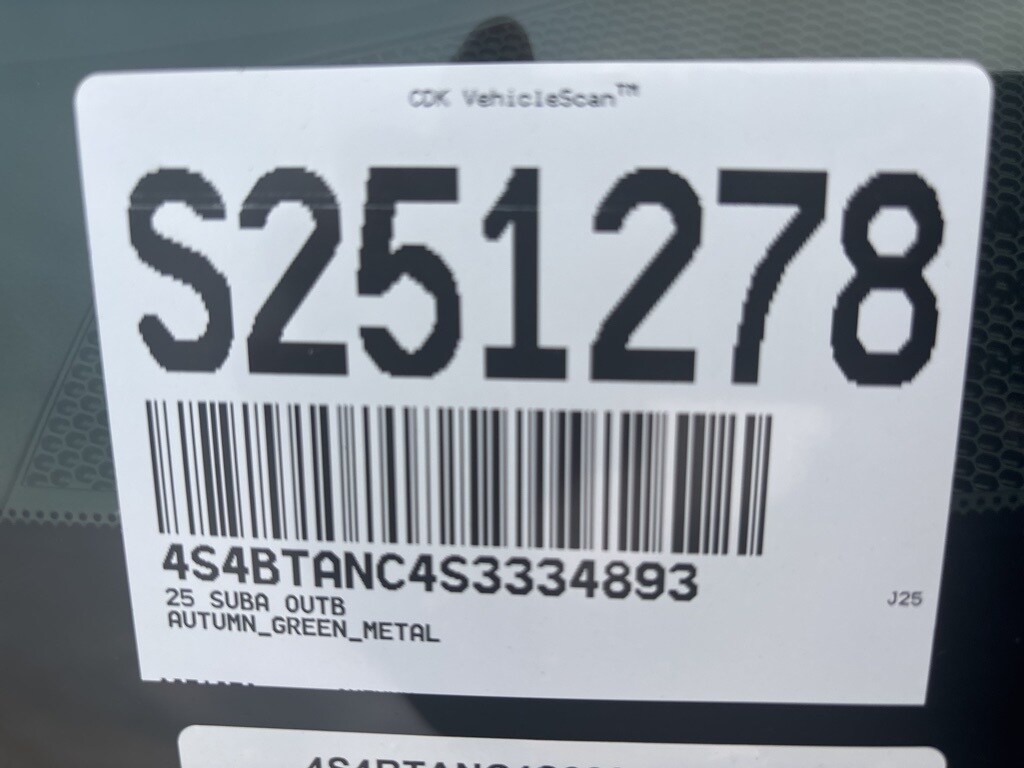 CDK VehicleScan™
S251278
4S4BTANC4S3334893
25 SUBA OUTB
J25
AUTUMN_GREEN_METAL